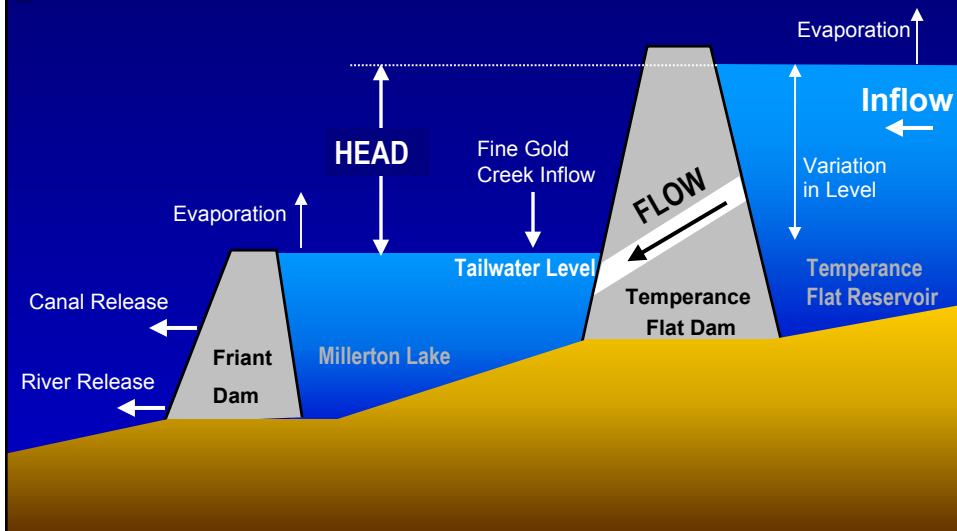 Evaporation
Inflow
HEAD
Fine Gold
Creek Inflow
Variation
in Level
FLOW
Evaporation
Tailwater Level
Temperance
Flat Reservoir
Temperance
Flat Dam
Canal Release
Friant
Dam
Millerton Lake
River Release